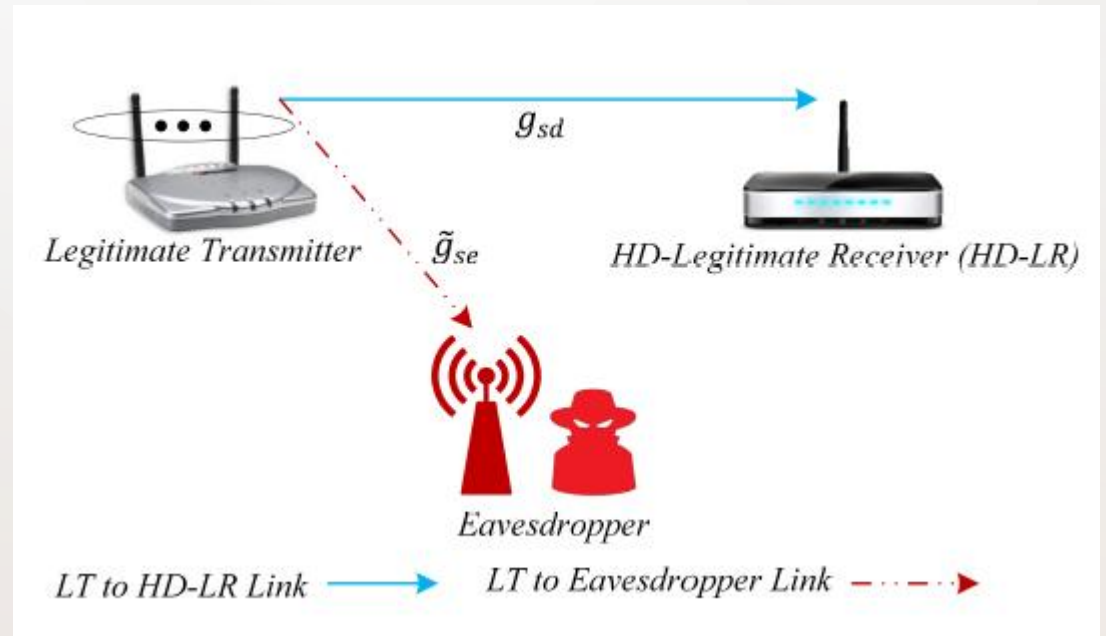 g_sd
Legitimate Transmitter
g̃_se
HD-Legitimate Receiver (HD-LR)
Eavesdropper
LT to HD-LR Link
LT to Eavesdropper Link